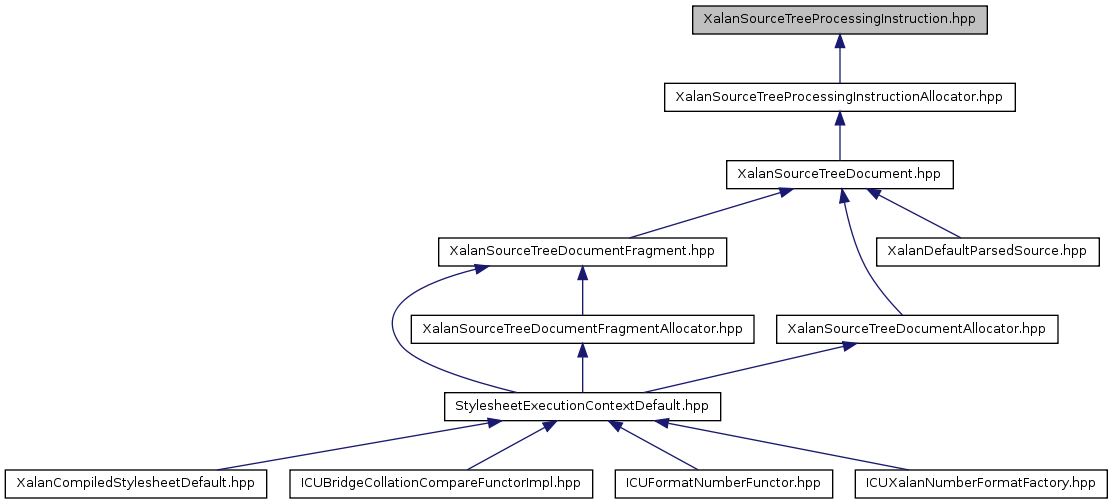 XalanSourceTreeProcessingInstruction.hpp
XalanSourceTreeProcessingInstructionAllocator.hpp
XalanSourceTreeDocument.hpp
XalanSourceTreeDocumentFragment.hpp
XalanDefaultParsedSource.hpp
XalanSourceTreeDocumentFragmentAllocator.hpp
XalanSourceTreeDocumentAllocator.hpp
StylesheetExecutionContextDefault.hpp
XalanCompiledStylesheetDefault.hpp
ICUBridgeCollationCompareFunctorImpl.hpp
ICUFormatNumberFunctor.hpp
ICUXalanNumberFormatFactory.hpp